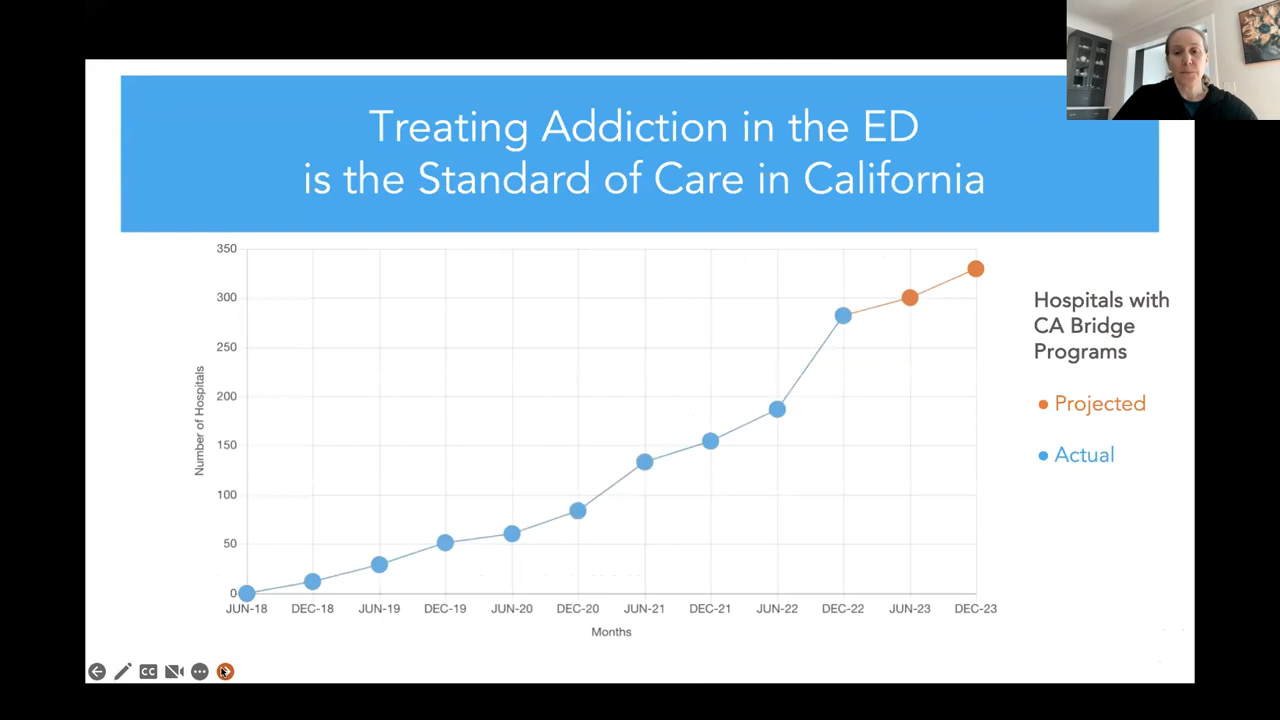 Treating Addiction in the ED
is the Standard of Care in California
350
300
250
200
150
100
50
0
Number of Hospitals
JUN-18 DEC-18 JUN-19 DEC-19 JUN-20 DEC-20 JUN-21 DEC-21 JUN-22 DEC-22 JUN-23 DEC-23
Months
Hospitals with
CA Bridge
Programs
Projected
Actual
CC